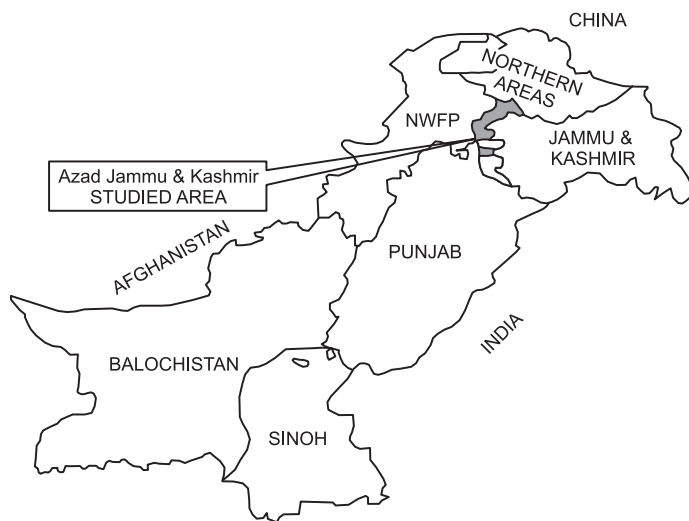 CHINA
NORTHERN
AREAS
NWFP
JAMMU &
KASHMIR
Azad Jammu & Kashmir
STUDIED AREA
AFGHANISTAN
PUNJAB
INDIA
BALOCHISTAN
SINOH